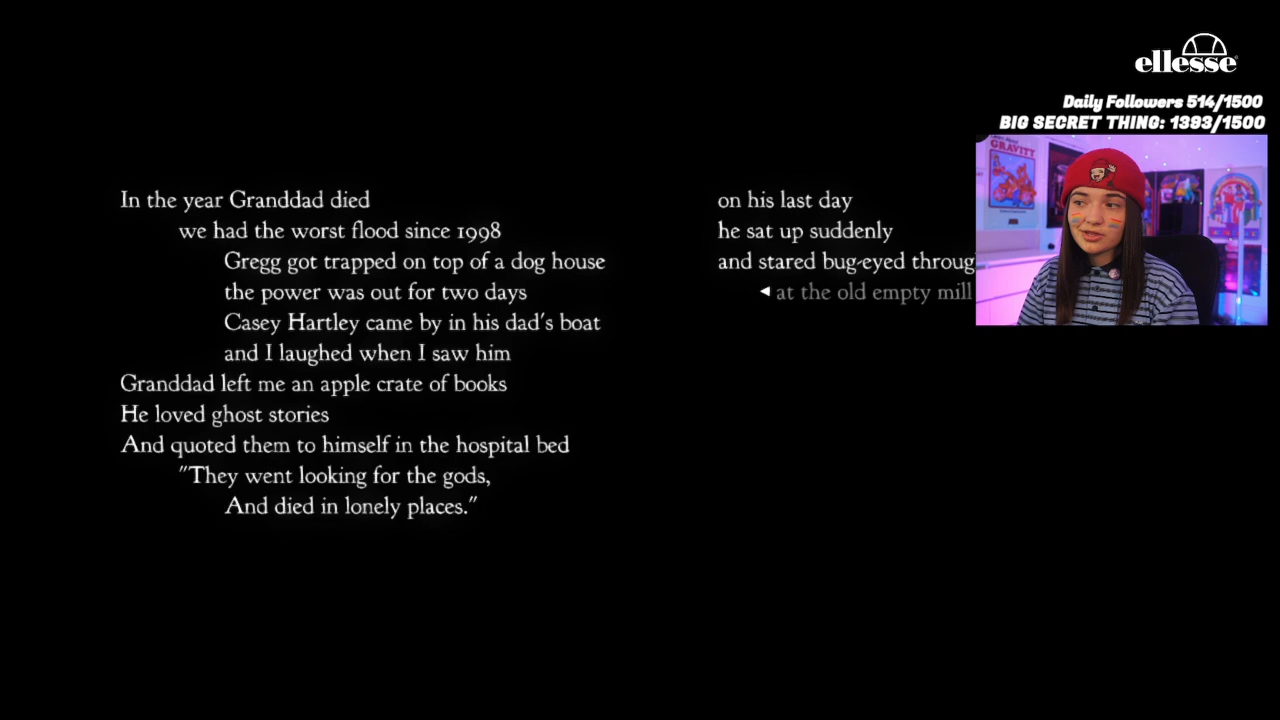 ellesse
Daily Followers 514/1500
BIG SECRET THING: 1393/1500
GRAVITY
In the year Granddad died
we had the worst flood since 1998
Gregg got trapped on top of a dog house
the power was out for two days
Casey Hartley came by in his dad's boat
and I laughed when I saw him
Granddad left me an apple crate of books
He loved ghost stories
And quoted them to himself in the hospital bed
"They went looking for the gods,
And died in lonely places."
on his last day
he sat up suddenly
and stared bug-eyed throug
at the old empty mill